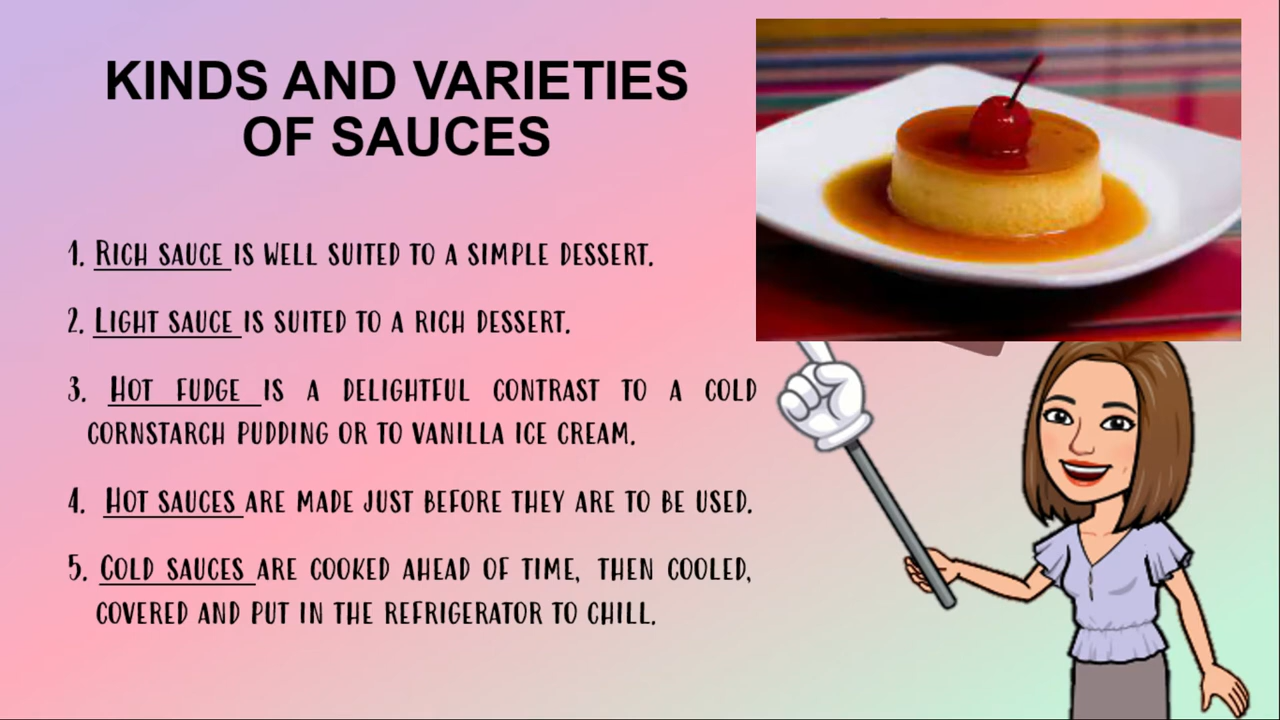 KINDS AND VARIETIES
OF SAUCES
1. RICH SAUCE IS WELL SUITED TO A SIMPLE DESSERT.
2. LIGHT SAUCE IS SUITED TO A RICH DESSERT.
3. HOT FUDGE IS A DELIGHTFUL CONTRAST TO A COLD
CORNSTARCH PUDDING OR TO VANILLA ICE CREAM.
4. HOT SAUCES ARE MADE JUST BEFORE THEY ARE TO BE USED.
5. COLD SAUCES ARE COOKED AHEAD OF TIME, THEN COOLED,
COVERED AND PUT IN THE REFRIGERATOR TO CHILL.